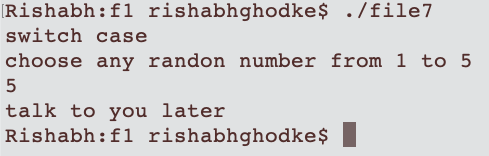 Rishabh:f1 rishabhghodke$ ./file7
switch case
choose any randon number from 1 to 5
5
talk to you later
Rishabh:f1 rishabhghodke$